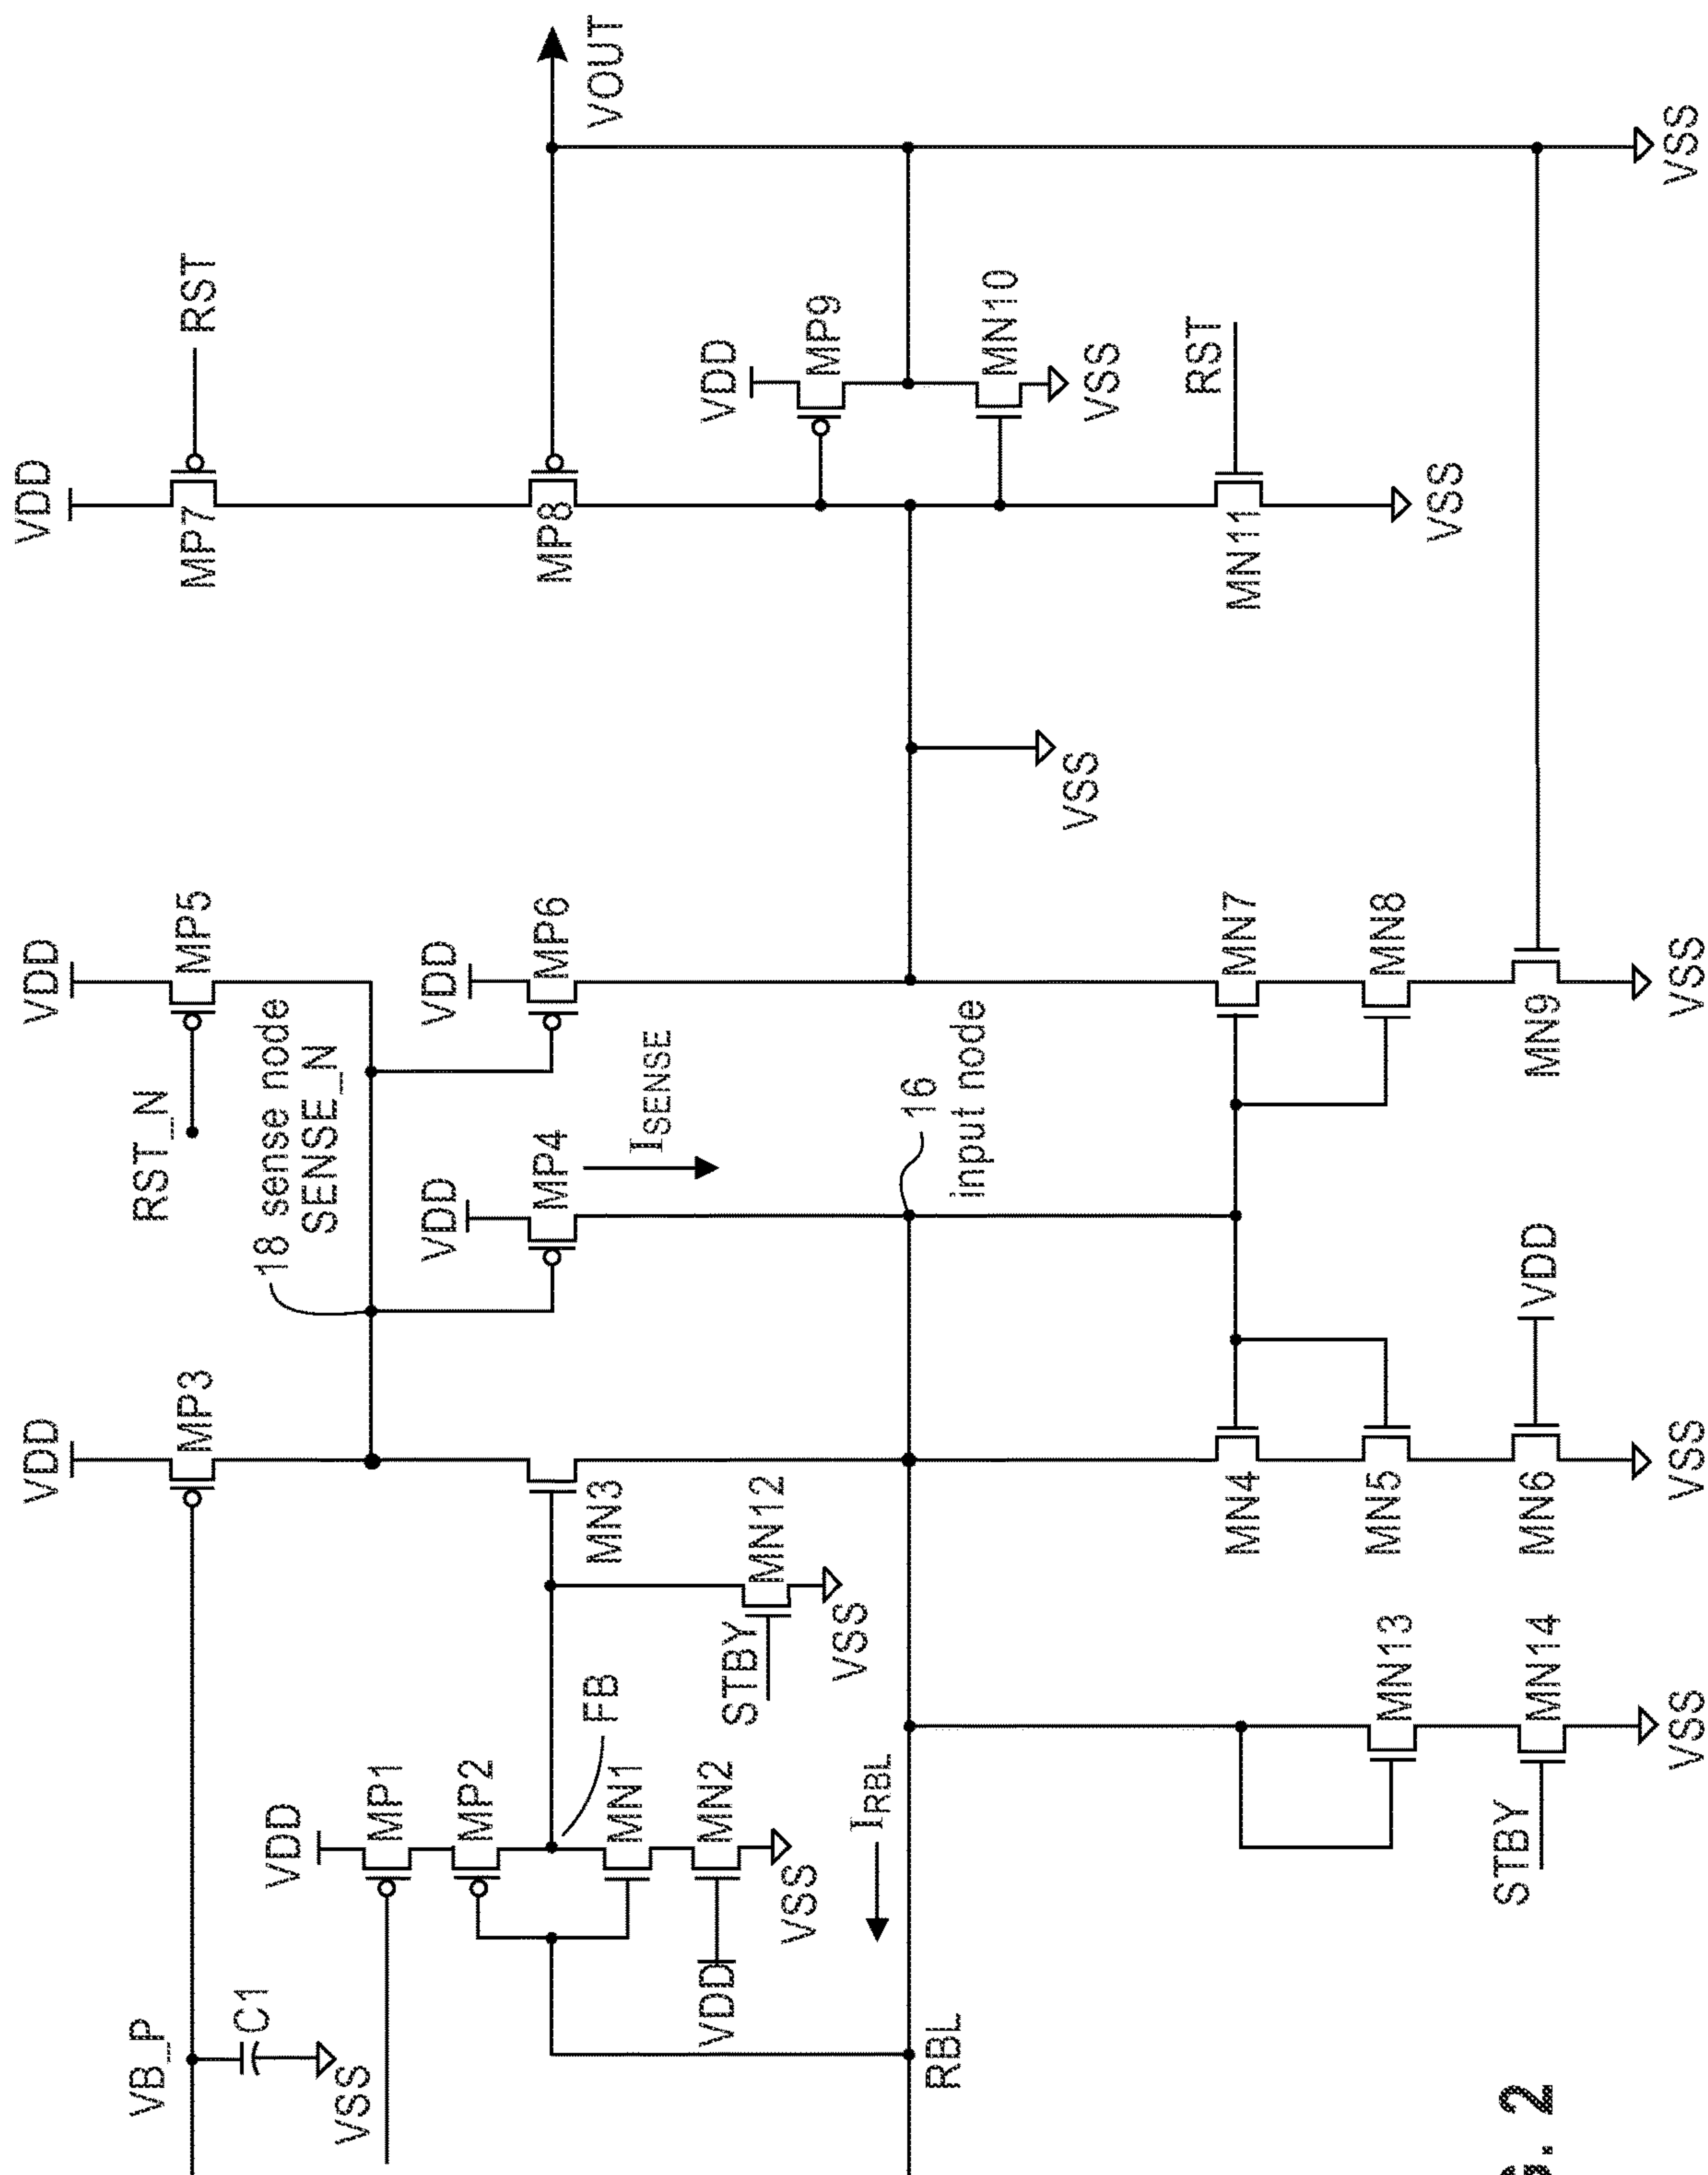 VDD
VDD
VDD
RST
MP3
MP5
MP7
RST_N
VB_P
C1
VSS
18 sense node
SENSE_N
VDD
MP1
MP2
MN1
MN2
VDD
VSS
FB
MN3
STBY
MN12
VSS
VDD
MP4
ISENSE
VDD
MP6
MP8
VOUT
VDD
MP9
MN10
VSS
IRBL
RBL
16
input node
VSS
MN4
MN5
MN6
VDD
VSS
MN7
MN8
MN9
VSS
RST
MN11
VSS
MN13
MN14
STBY
VSS
VSS
. 2